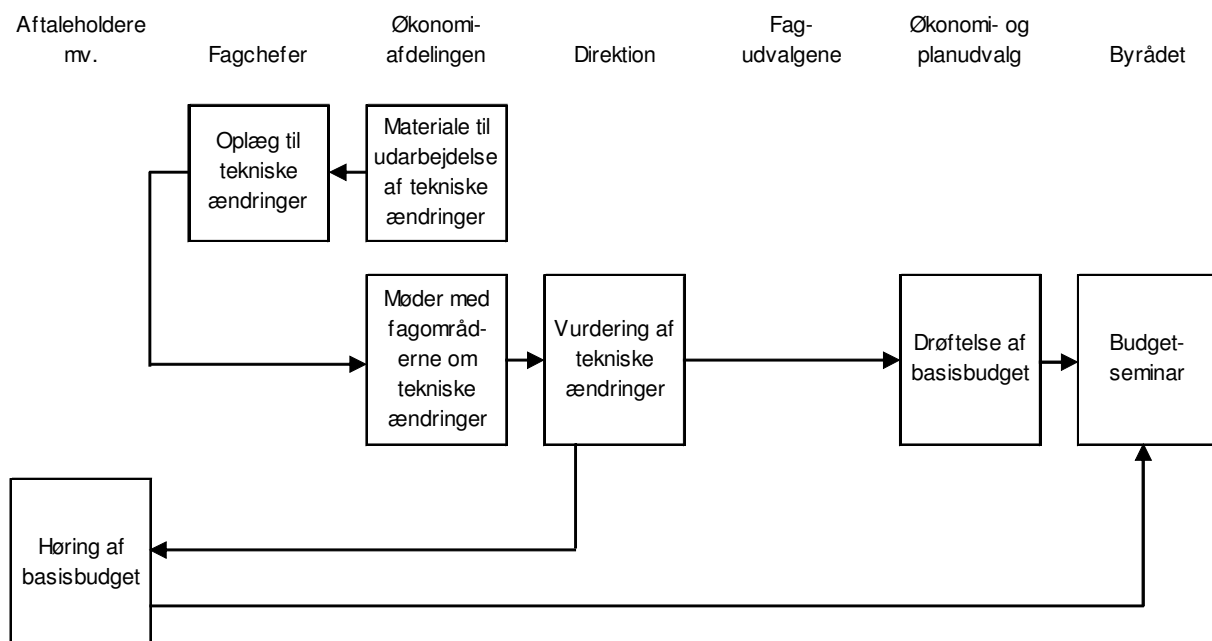 Aftaleholdere
mv.
Fagchefer
Økonomi-
afdelingen
Direktion
Fag-
udvalgene
Økonomi- og
planudvalg
Byrådet
Oplæg til
tekniske
ændringer
Materiale til
udarbejdelse
af tekniske
ændringer
Møder med
fagområd-
erne om
tekniske
ændringer
Vurdering af
tekniske
ændringer
Drøftelse af
basisbudget
Budget-
seminar
Høring af
basisbudget